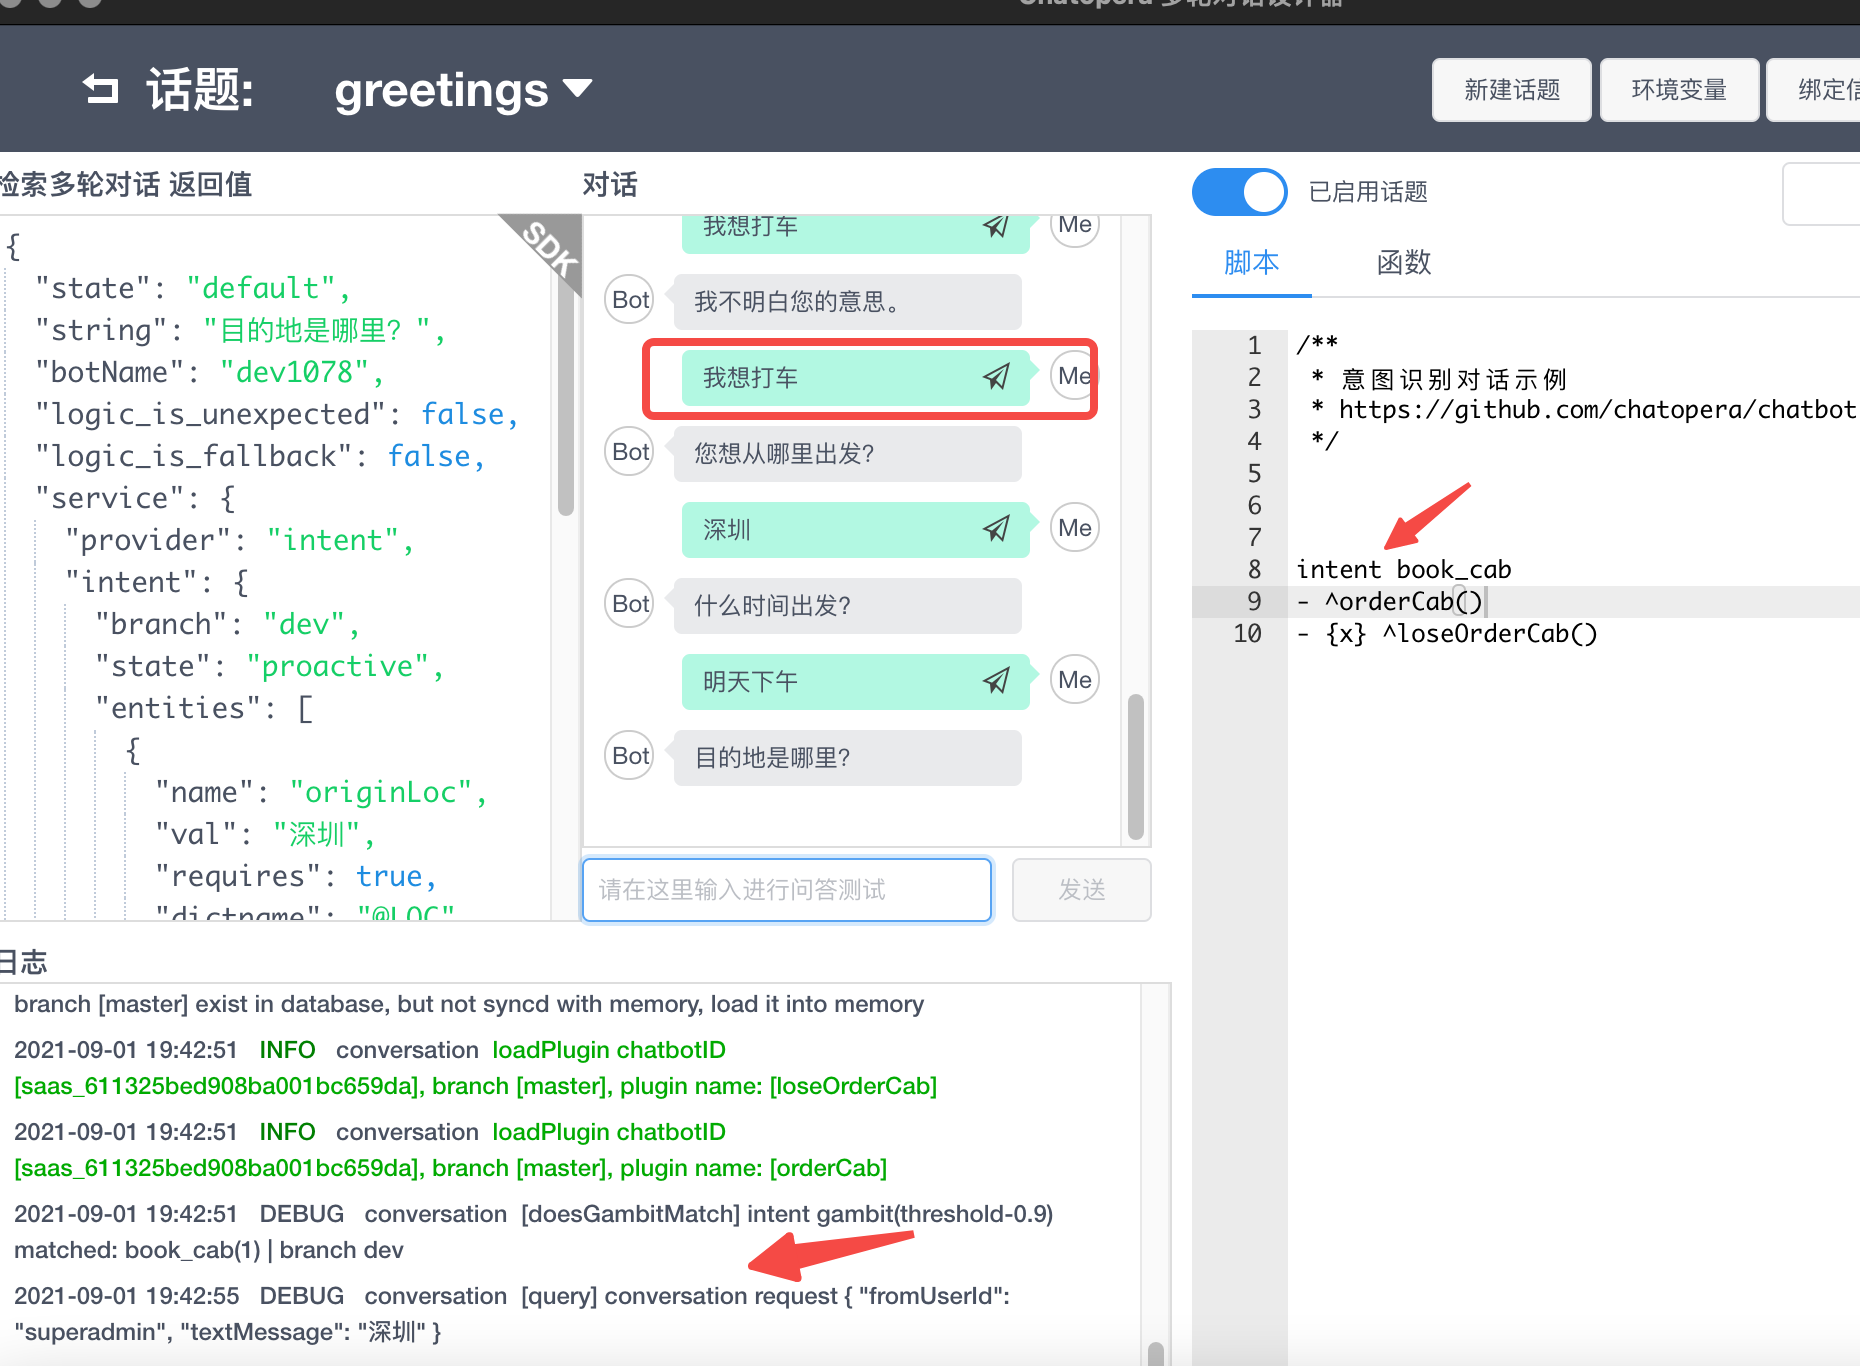 Chatopera 多轮对话设计器
话题:
greetings
新建话题
环境变量
绑定信
检索多轮对话 返回值
SDK
{
"state": "default",
"string": "目的地是哪里？",
"botName": "dev1078",
"logic_is_unexpected": false,
"logic_is_fallback": false,
"service": {
"provider": "intent",
"intent": {
"branch": "dev",
"state": "proactive",
"entities": [
{
"name": "originLoc",
"val": "深圳",
"requires": true,
"dictname": "@LOC"
对话
我想打车
Me
Bot
我不明白您的意思。
我想打车
Me
Bot
您想从哪里出发?
深圳
Me
Bot
什么时间出发?
明天下午
Me
Bot
目的地是哪里?
请在这里输入进行问答测试
发送
已启用话题
脚本
函数
1 /**
2 * 意图识别对话示例
3 * https://github.com/chatopera/chatbot
4 */
5
6
7
8 intent book_cab
9 - ^orderCab()
10 - {x} ^loseOrderCab()
日志
branch [master] exist in database, but not syncd with memory, load it into memory
2021-09-01 19:42:51 INFO conversation loadPlugin chatbotID
[saas_611325bed908ba001bc659da], branch [master], plugin name: [loseOrderCab]
2021-09-01 19:42:51 INFO conversation loadPlugin chatbotID
[saas_611325bed908ba001bc659da], branch [master], plugin name: [orderCab]
2021-09-01 19:42:51 DEBUG conversation [doesGambitMatch] intent gambit(threshold-0.9)
matched: book_cab(1) | branch dev
2021-09-01 19:42:55 DEBUG conversation [query] conversation request { "fromUserId":
"superadmin", "textMessage": "深圳" }